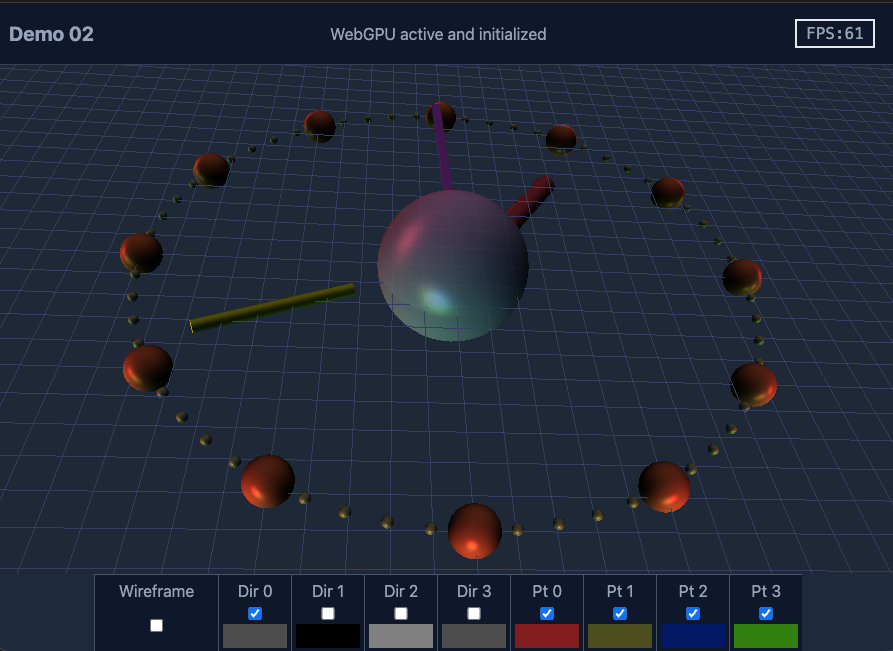 Demo 02
WebGPU active and initialized
FPS:61
Wireframe Dir 0 Dir 1 Dir 2 Dir 3 Pt 0 Pt 1 Pt 2 Pt 3